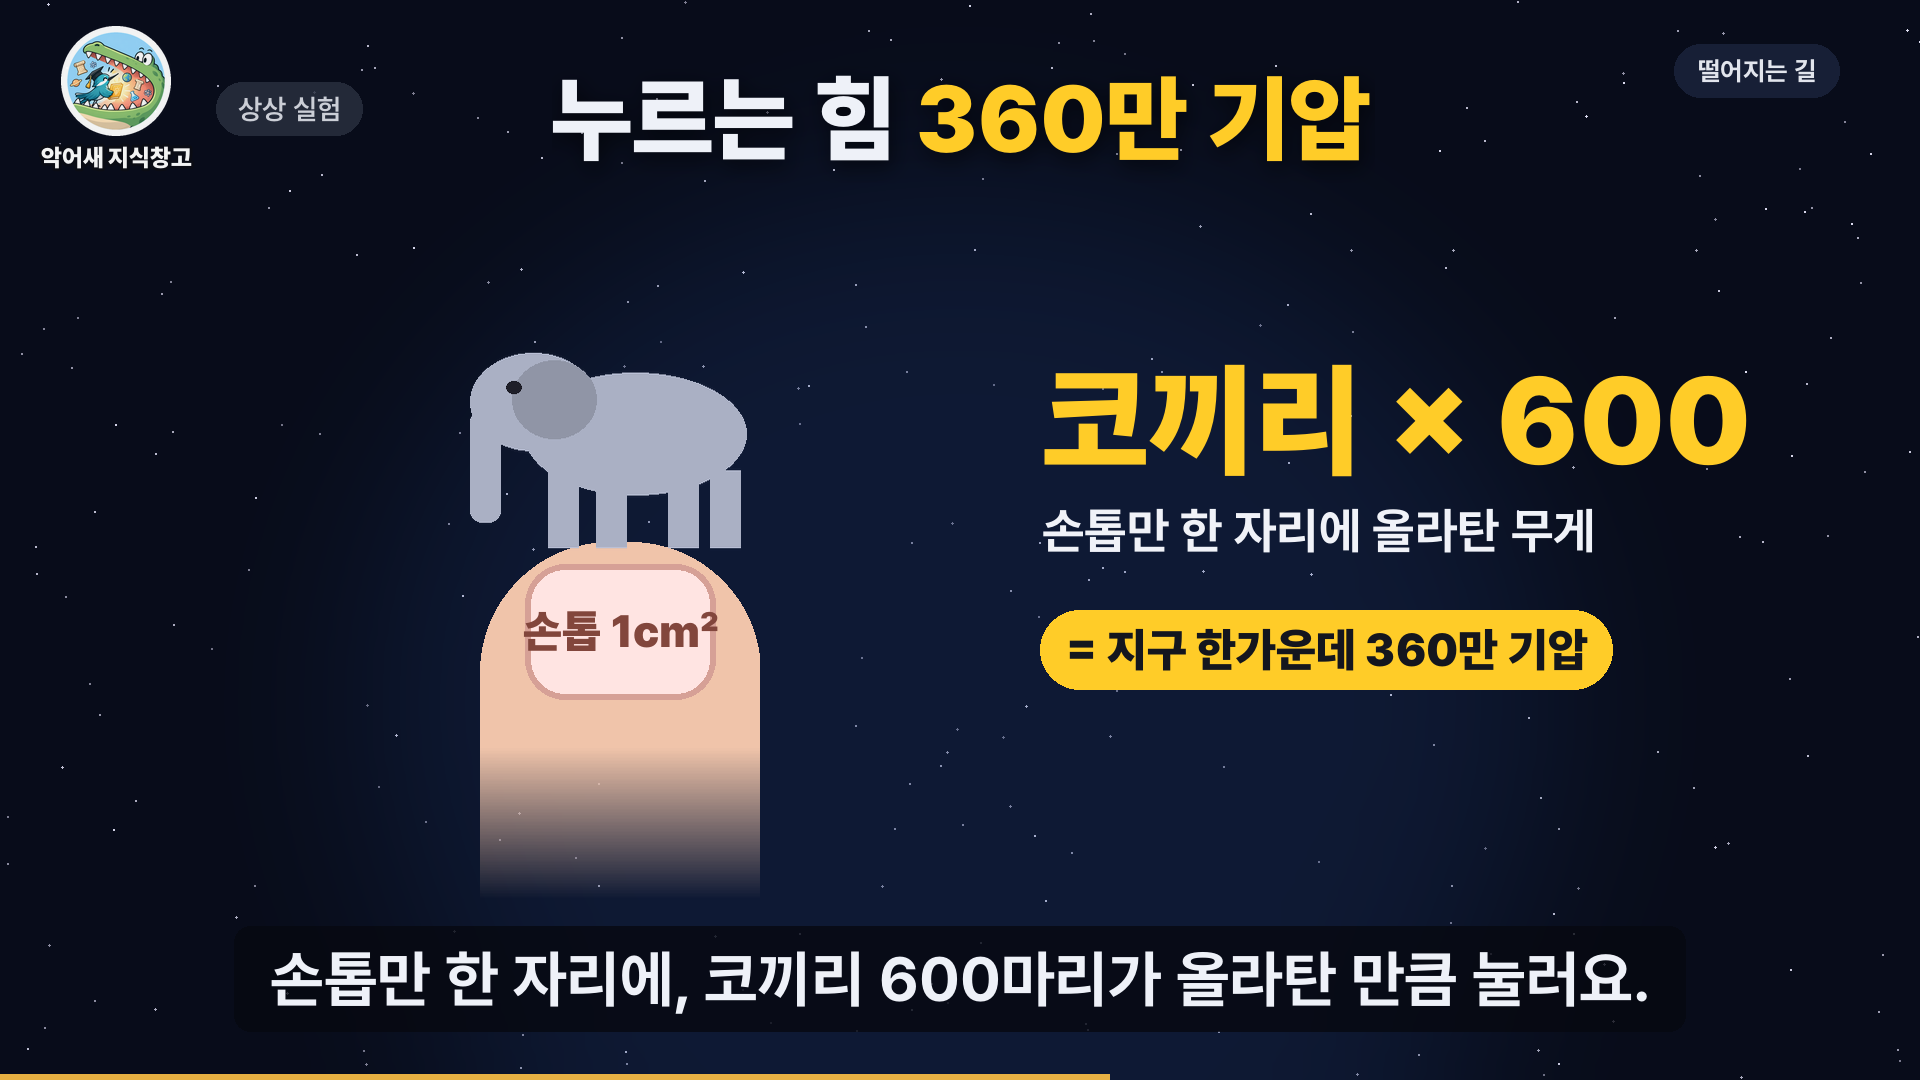 악어새 지식창고
상상 실험
누르는 힘 360만 기압
떨어지는 길
코끼리 × 600
손톱만 한 자리에 올라탄 무게
손톱 1cm²
= 지구 한가운데 360만 기압
손톱만 한 자리에, 코끼리 600마리가 올라탄 만큼 눌러요.